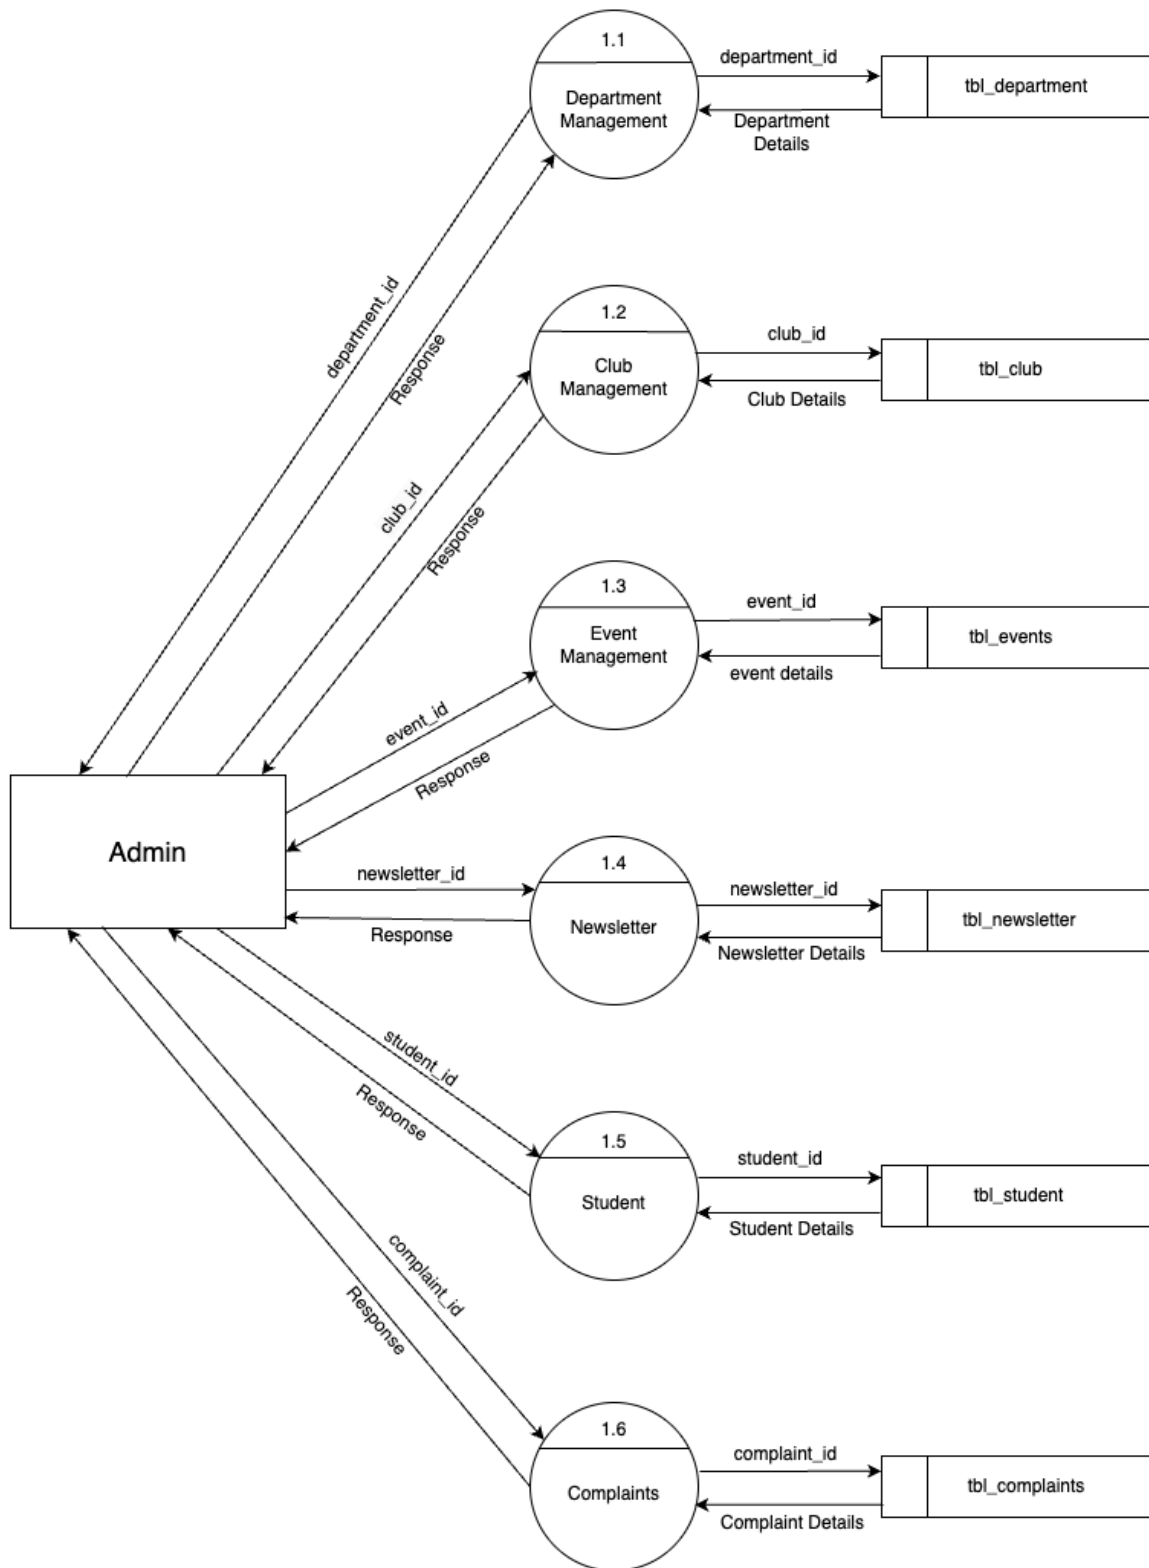 1.1
Department
Management
department_id
Department
Details
tbl_department
department_id
Response
1.2
Club
Management
club_id
Club Details
tbl_club
club_id
Response
1.3
Event
Management
event_id
event details
tbl_events
event_id
Response
Admin
1.4
Newsletter
newsletter_id
Response
newsletter_id
Newsletter Details
tbl_newsletter
student_id
Response
1.5
Student
student_id
Student Details
tbl_student
complaint_id
Response
1.6
Complaints
complaint_id
Complaint Details
tbl_complaints